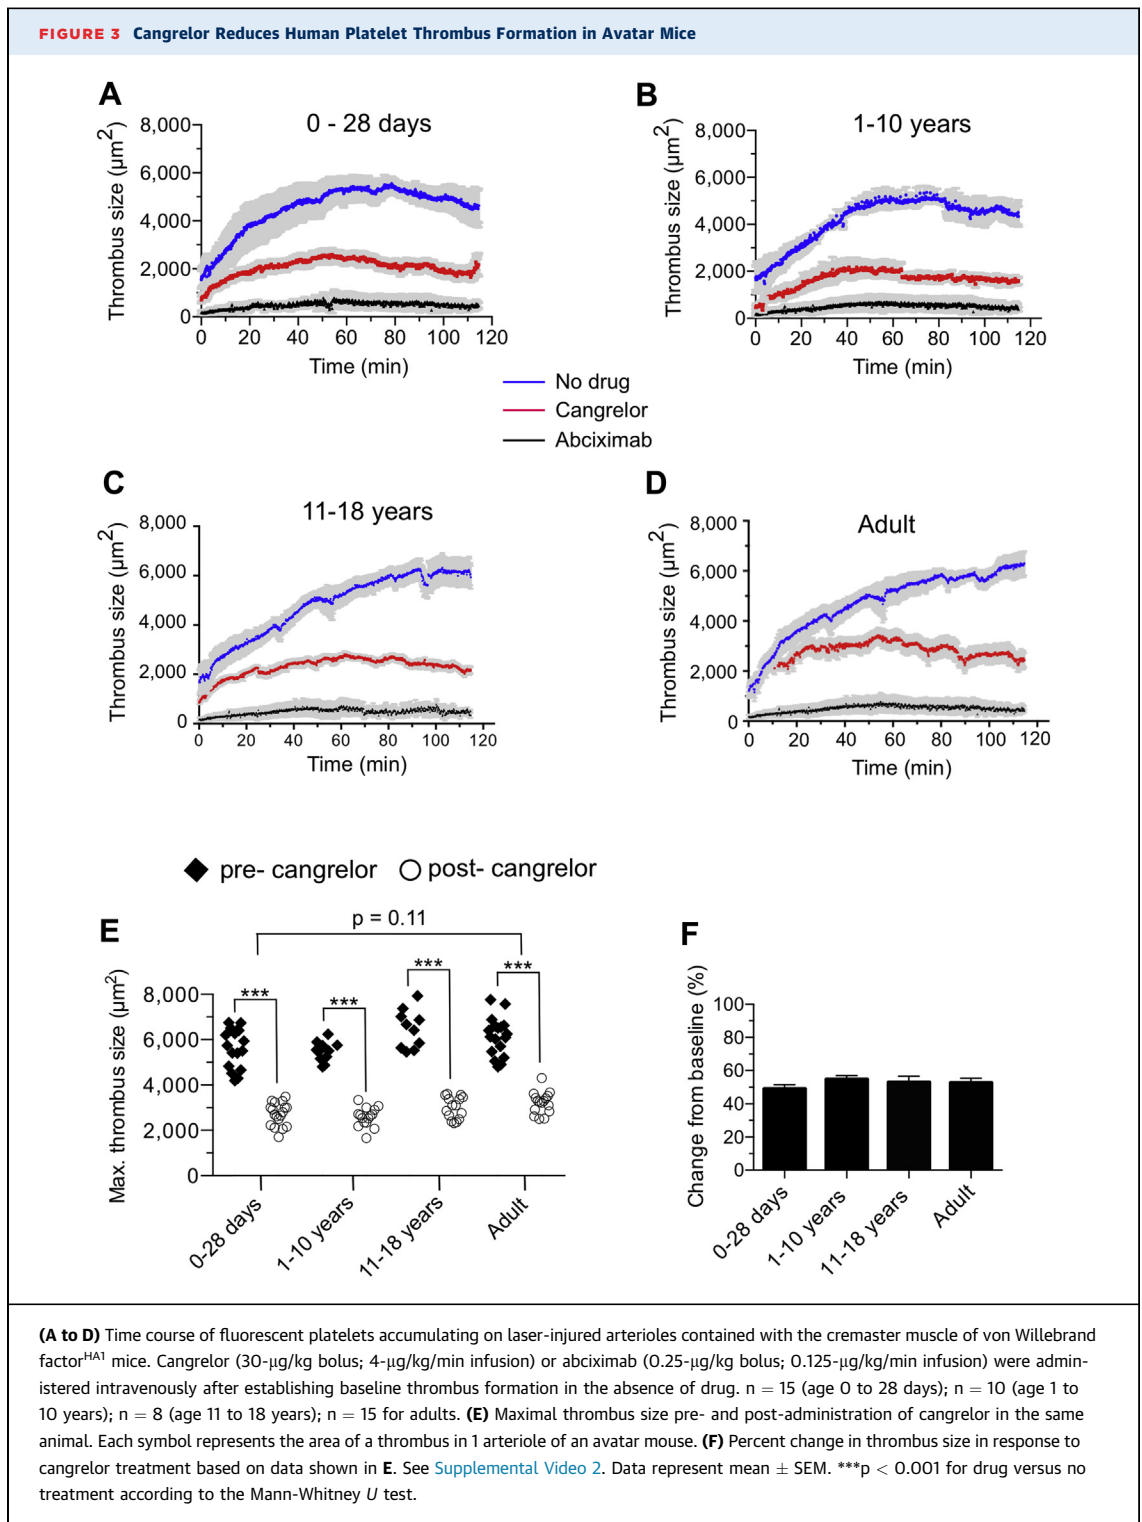 FIGURE 3 Cangrelor Reduces Human Platelet Thrombus Formation in Avatar Mice
A
0 - 28 days
Thrombus size (µm²)
8,000
6,000
4,000
2,000
0
0 20 40 60 80 100 120
Time (min)
B
1-10 years
Thrombus size (µm²)
8,000
6,000
4,000
2,000
0
0 20 40 60 80 100 120
Time (min)
No drug
Cangrelor
Abciximab
C
11-18 years
Thrombus size (µm²)
8,000
6,000
4,000
2,000
0
0 20 40 60 80 100 120
Time (min)
D
Adult
Thrombus size (µm²)
8,000
6,000
4,000
2,000
0
0 20 40 60 80 100 120
Time (min)
pre- cangrelor post- cangrelor
E
p = 0.11
*** *** *** ***
Max. thrombus size (µm²)
8,000
6,000
4,000
2,000
0
0-28 days
1-10 years
11-18 years
Adult
F
Change from baseline (%)
100
80
60
40
20
0
0-28 days
1-10 years
11-18 years
Adult
(A to D) Time course of fluorescent platelets accumulating on laser-injured arterioles contained with the cremaster muscle of von Willebrand
factorᴴᴬ¹ mice. Cangrelor (30-µg/kg bolus; 4-µg/kg/min infusion) or abciximab (0.25-µg/kg bolus; 0.125-µg/kg/min infusion) were admin-
istered intravenously after establishing baseline thrombus formation in the absence of drug. n = 15 (age 0 to 28 days); n = 10 (age 1 to
10 years); n = 8 (age 11 to 18 years); n = 15 for adults. (E) Maximal thrombus size pre- and post-administration of cangrelor in the same
animal. Each symbol represents the area of a thrombus in 1 arteriole of an avatar mouse. (F) Percent change in thrombus size in response to
cangrelor treatment based on data shown in E. See Supplemental Video 2. Data represent mean ± SEM. ***p < 0.001 for drug versus no
treatment according to the Mann-Whitney U test.